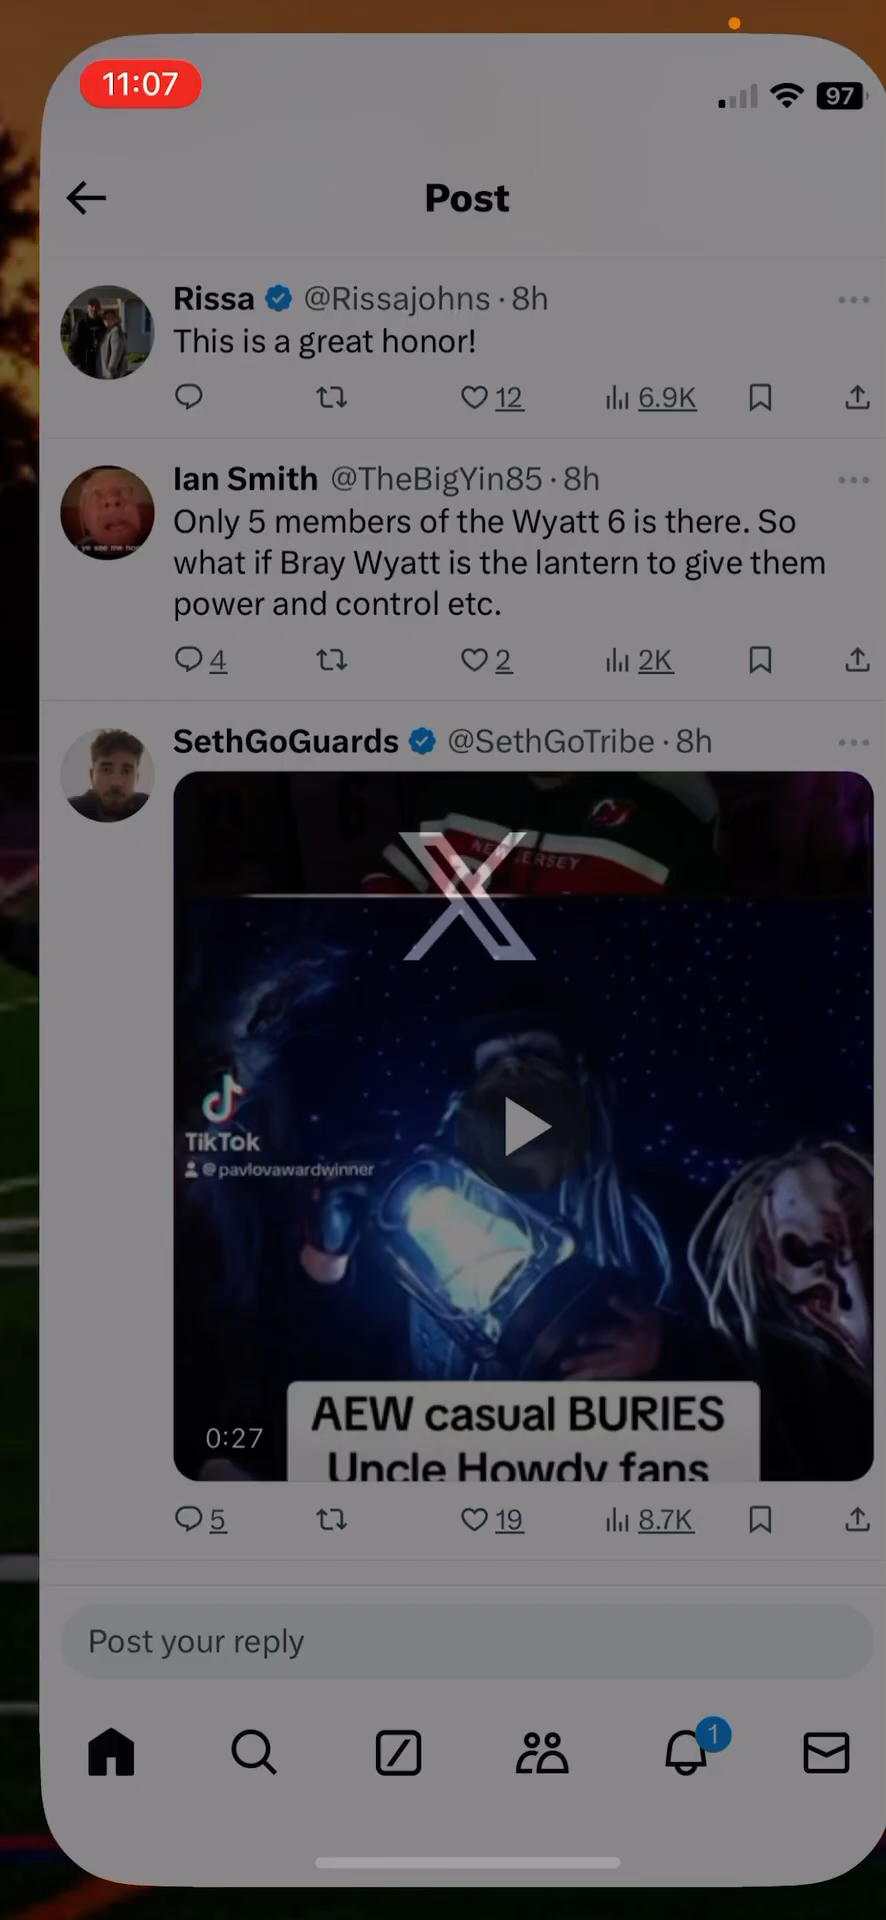 11:07
97
Post
Rissa @Rissajohns · 8h
This is a great honor!
12 6.9K
Ian Smith @TheBigYin85 · 8h
Only 5 members of the Wyatt 6 is there. So
what if Bray Wyatt is the lantern to give them
power and control etc.
4 2 2K
SethGoGuards @SethGoTribe · 8h
NEW JERSEY
TikTok
@pavlovawardwinner
AEW casual BURIES
0:27
Uncle Howdy fans
5 19 8.7K
Post your reply
1